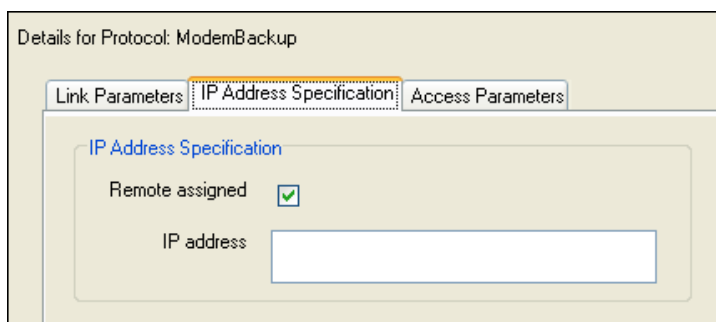 Details for Protocol: ModemBackup
Link Parameters IP Address Specification Access Parameters
IP Address Specification
Remote assigned
IP address